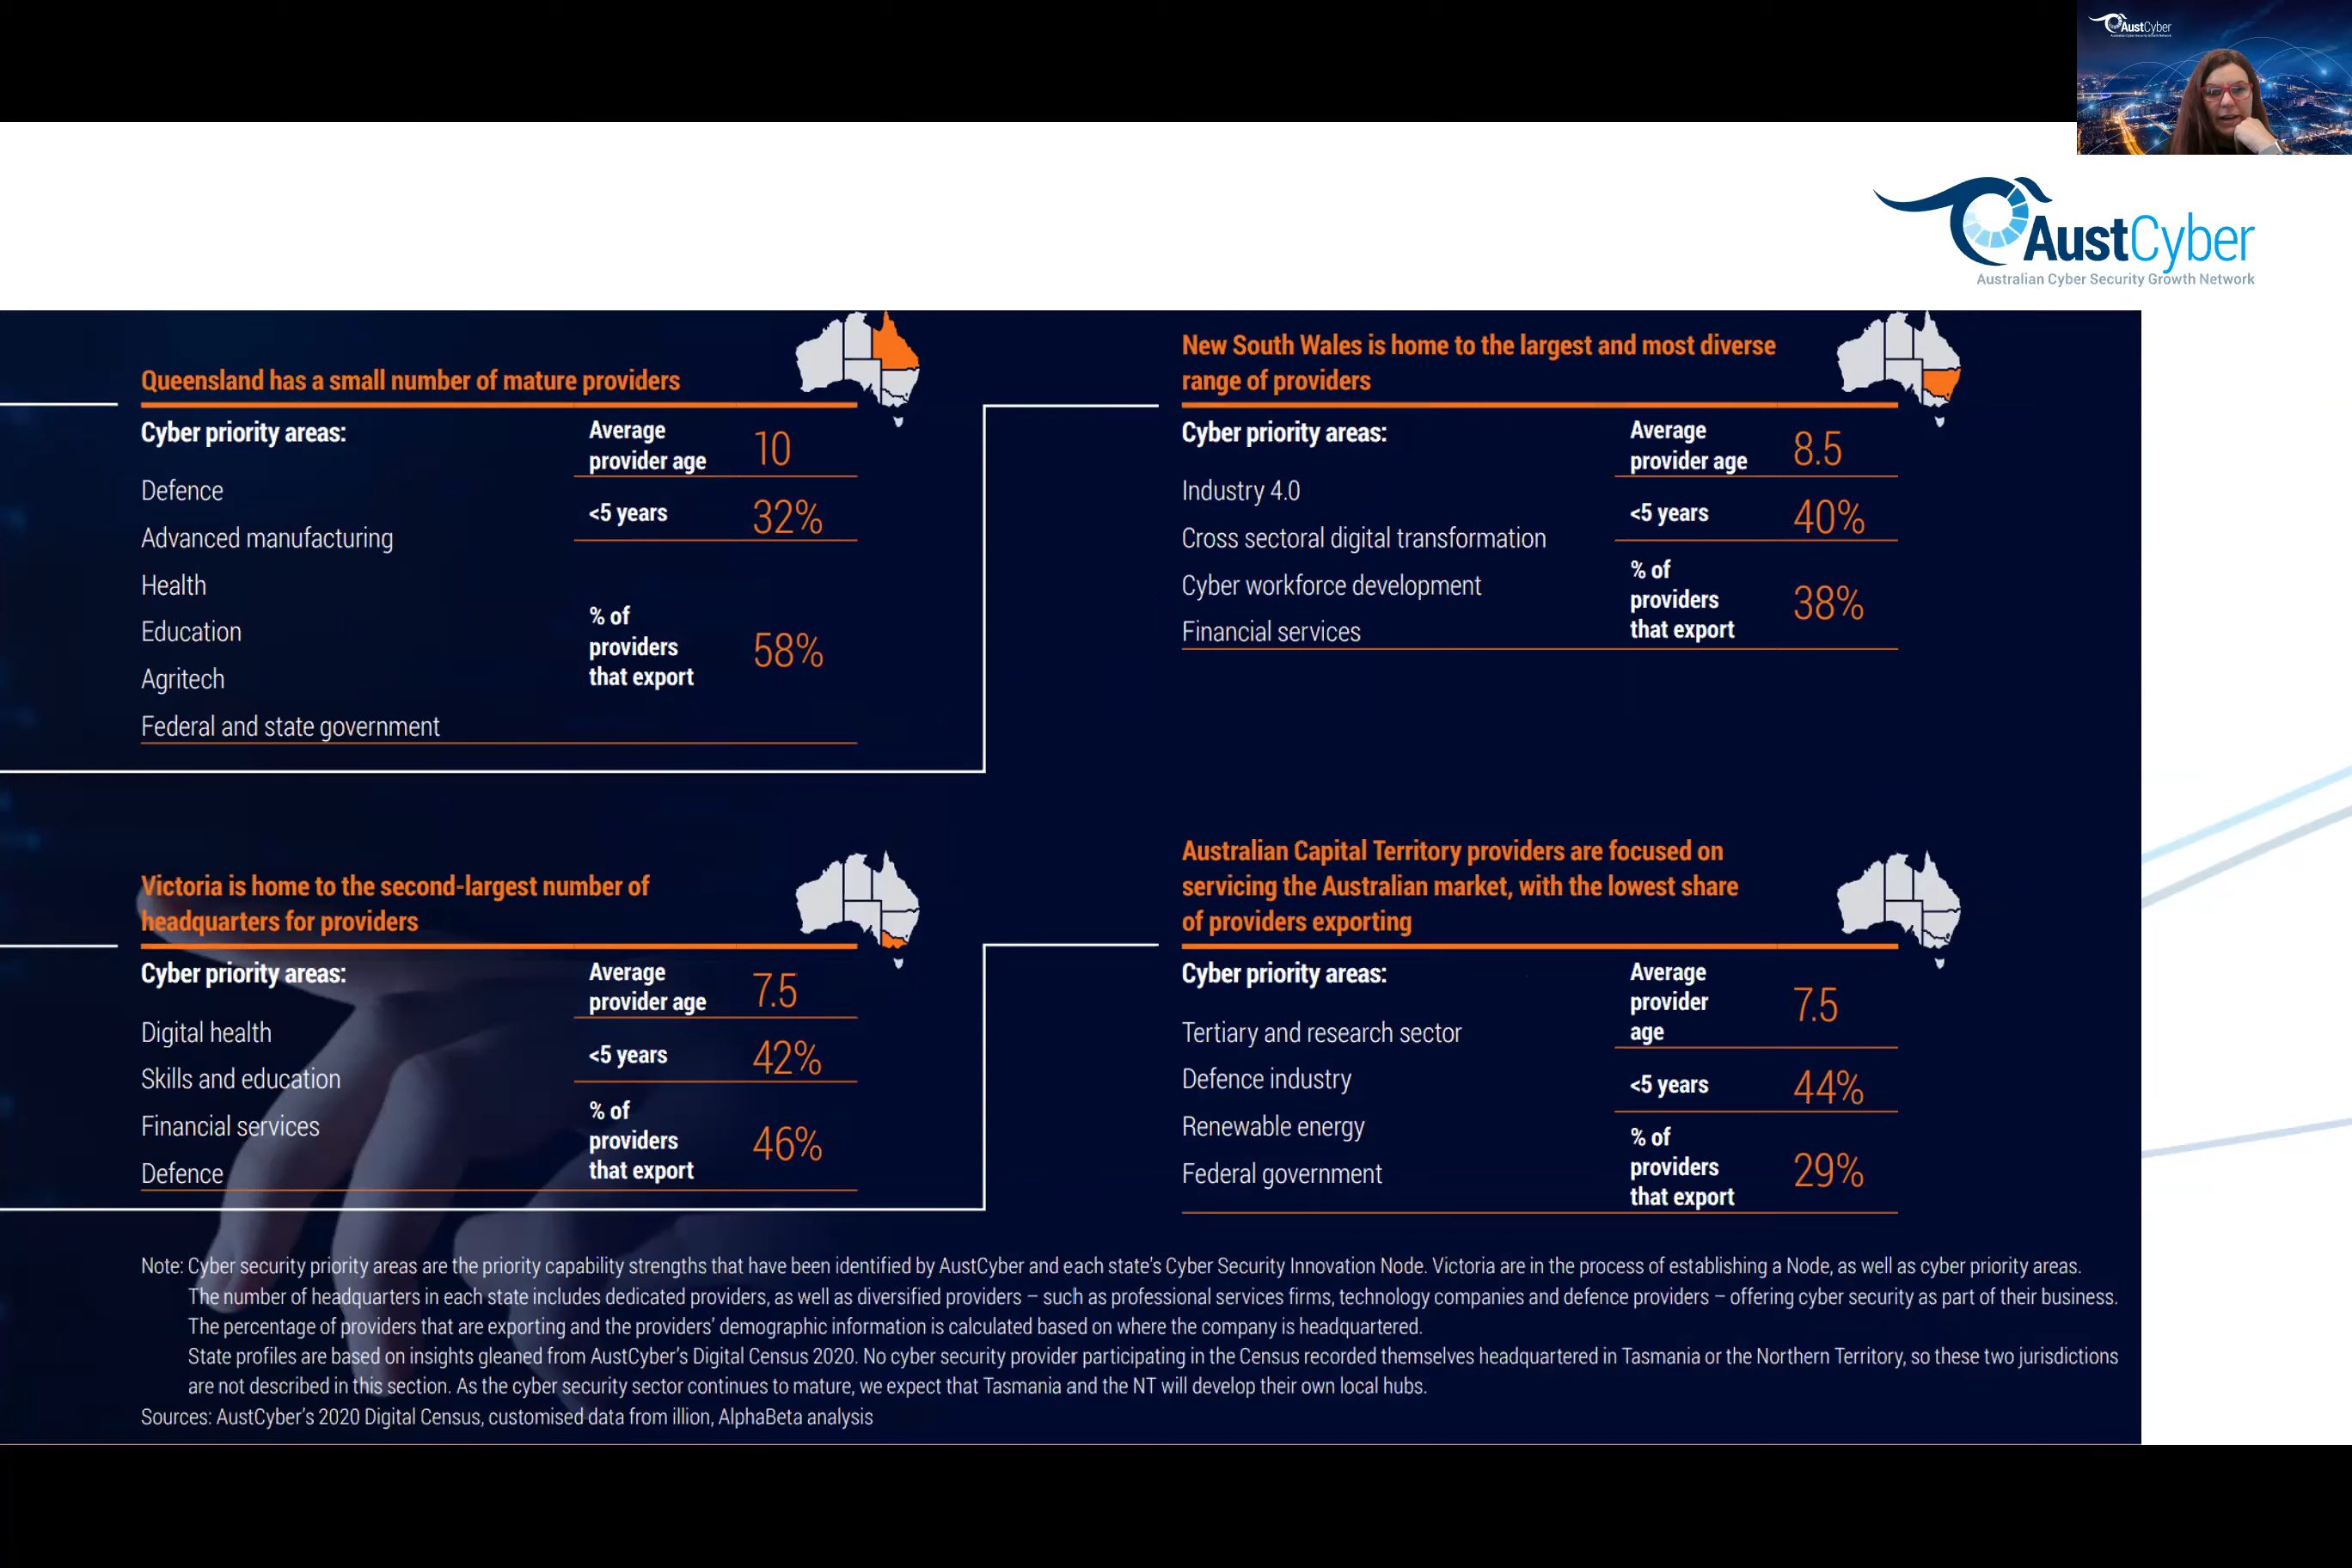 AustCyber
AustCyber
Australian Cyber Security Growth Network
Queensland has a small number of mature providers
Cyber priority areas:
Defence
Advanced manufacturing
Health
Education
Agritech
Federal and state government
Average
provider age
10
<5 years
32%
% of
providers
that export
58%
New South Wales is home to the largest and most diverse
range of providers
Cyber priority areas:
Industry 4.0
Cross sectoral digital transformation
Cyber workforce development
Financial services
Average
provider age
8.5
<5 years
40%
% of
providers
that export
38%
Victoria is home to the second-largest number of
headquarters for providers
Cyber priority areas:
Digital health
Skills and education
Financial services
Defence
Average
provider age
7.5
<5 years
42%
% of
providers
that export
46%
Australian Capital Territory providers are focused on
servicing the Australian market, with the lowest share
of providers exporting
Cyber priority areas:
Tertiary and research sector
Defence industry
Renewable energy
Federal government
Average
provider
age
7.5
<5 years
44%
% of
providers
that export
29%
Note: Cyber security priority areas are the priority capability strengths that have been identified by AustCyber and each state's Cyber Security Innovation Node. Victoria are in the process of establishing a Node, as well as cyber priority areas.
The number of headquarters in each state includes dedicated providers, as well as diversified providers – such as professional services firms, technology companies and defence providers – offering cyber security as part of their business.
The percentage of providers that are exporting and the providers' demographic information is calculated based on where the company is headquartered.
State profiles are based on insights gleaned from AustCyber's Digital Census 2020. No cyber security provider participating in the Census recorded themselves headquartered in Tasmania or the Northern Territory, so these two jurisdictions
are not described in this section. As the cyber security sector continues to mature, we expect that Tasmania and the NT will develop their own local hubs.
Sources: AustCyber's 2020 Digital Census, customised data from illion, AlphaBeta analysis